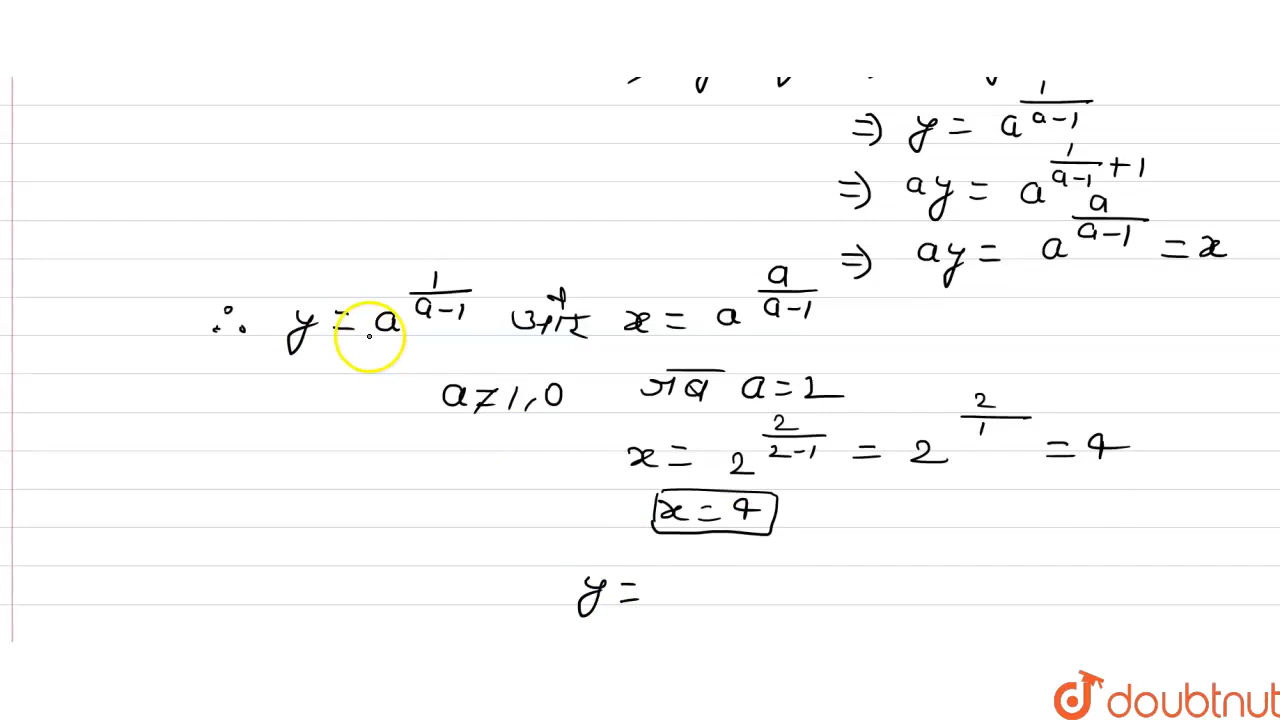 ⇒ y = a^(1/(a-1))
⇒ ay = a^(1/(a-1) + 1)
⇒ ay = a^(a/(a-1)) = x
∴ y = a^(1/(a-1)) और x = a^(a/(a-1))
a ≠ 1, 0 जब a = 2
x = 2^(2/(2-1)) = 2^(2/1) = 4
x = 4
y =
doubtnut